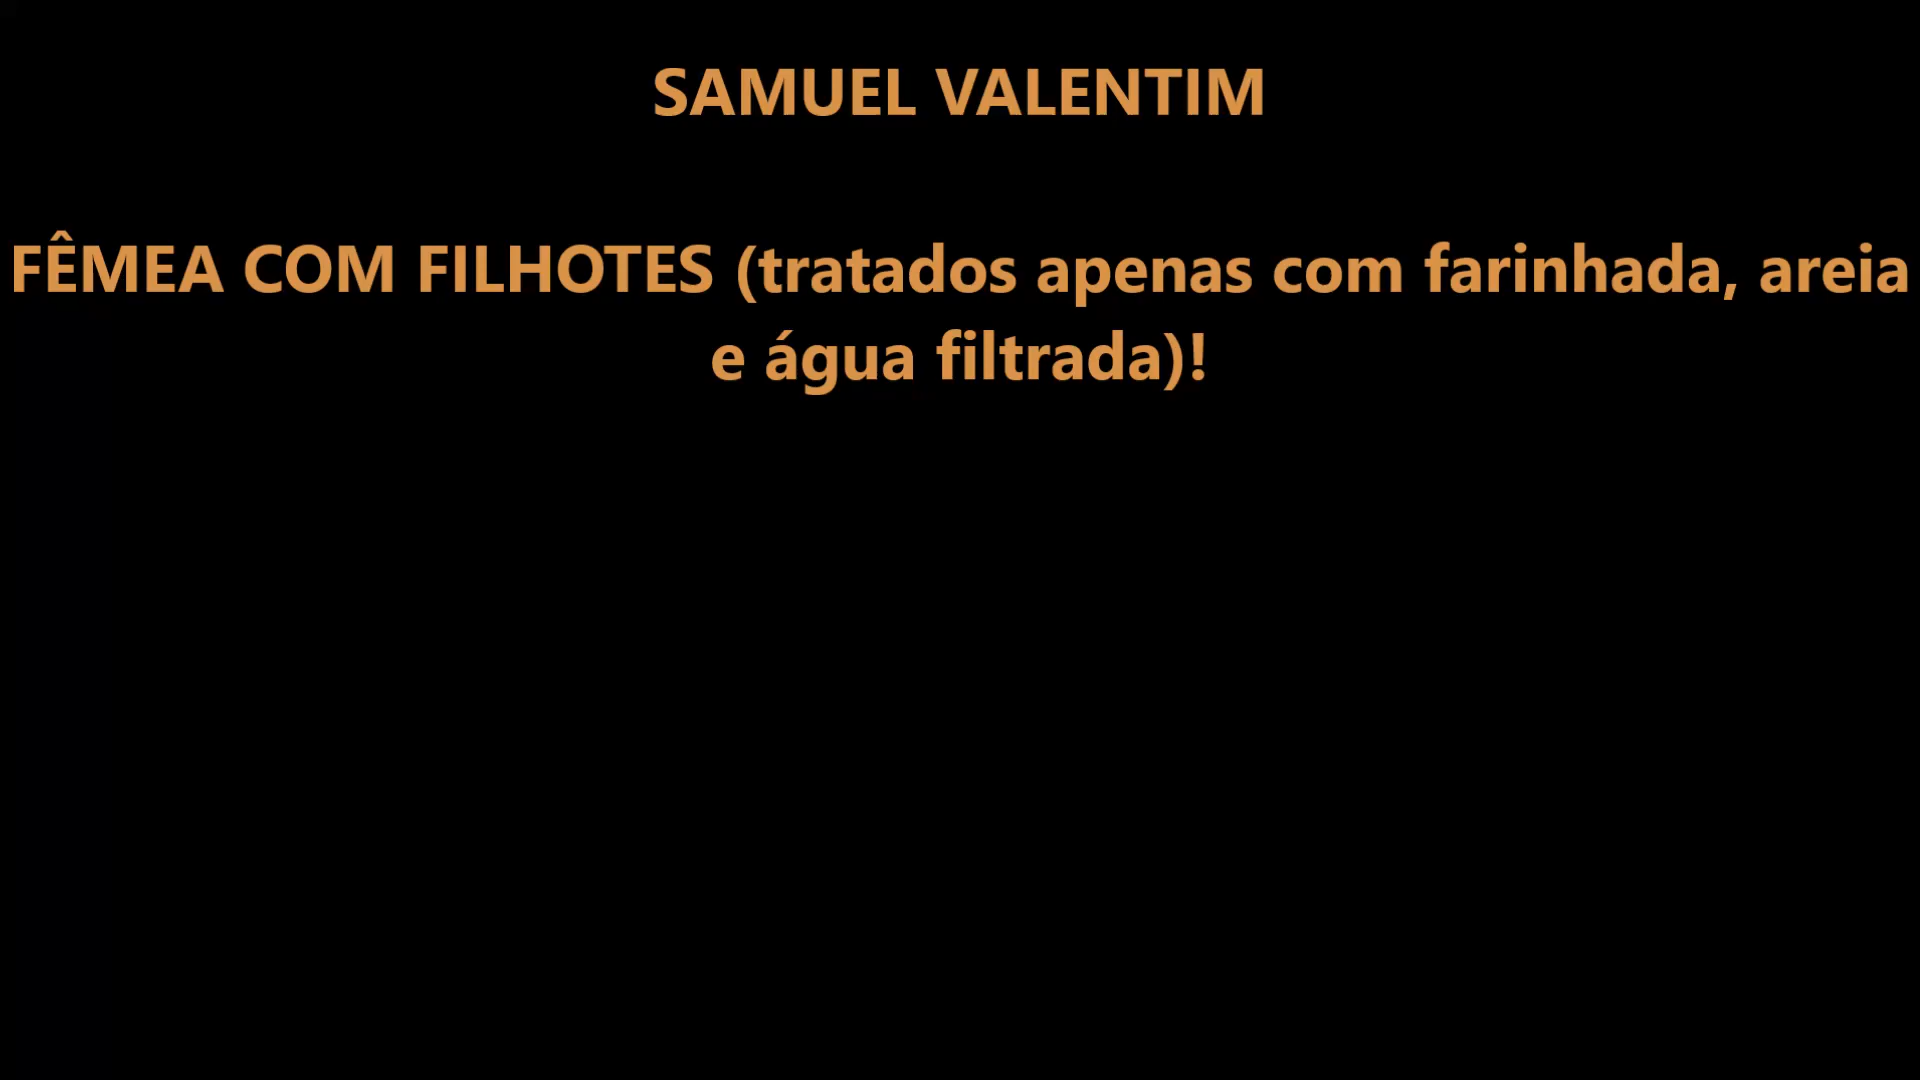 SAMUEL VALENTIM
FÊMEA COM FILHOTES (tratados apenas com farinhada, areia
e água filtrada)!